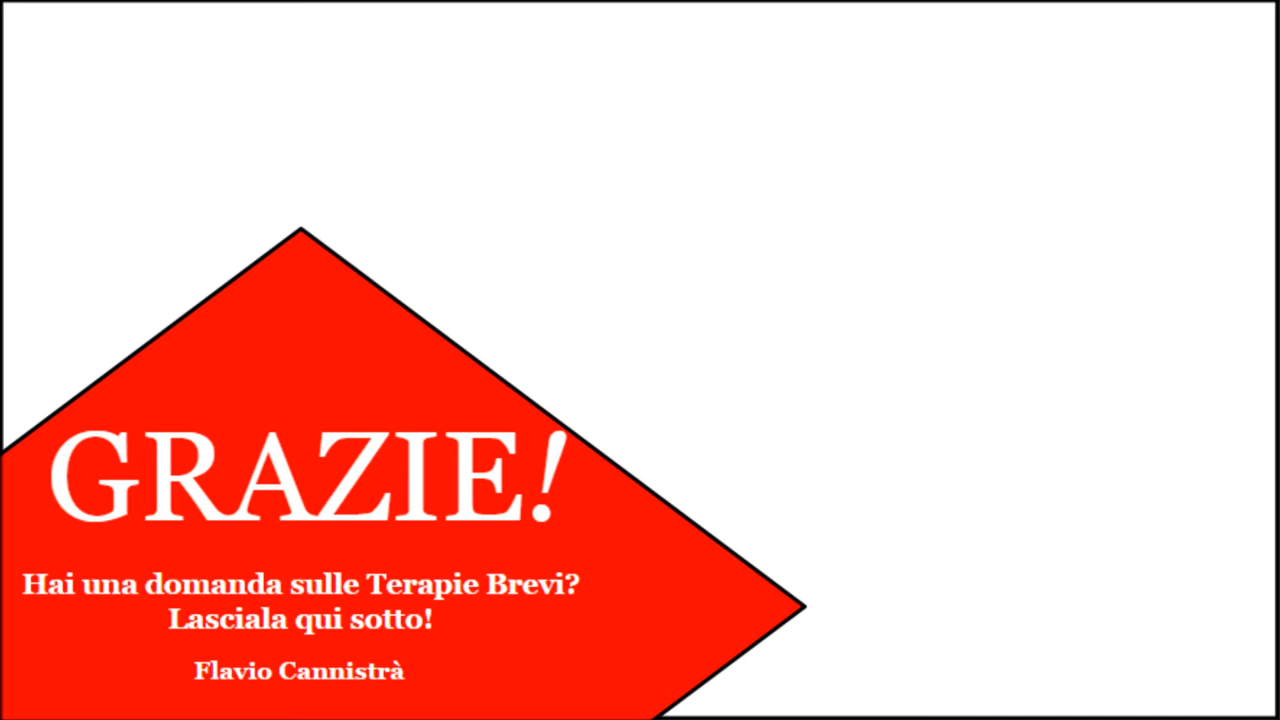 GRAZIE!
Hai una domanda sulle Terapie Brevi?
Lasciala qui sotto!
Flavio Cannistrà